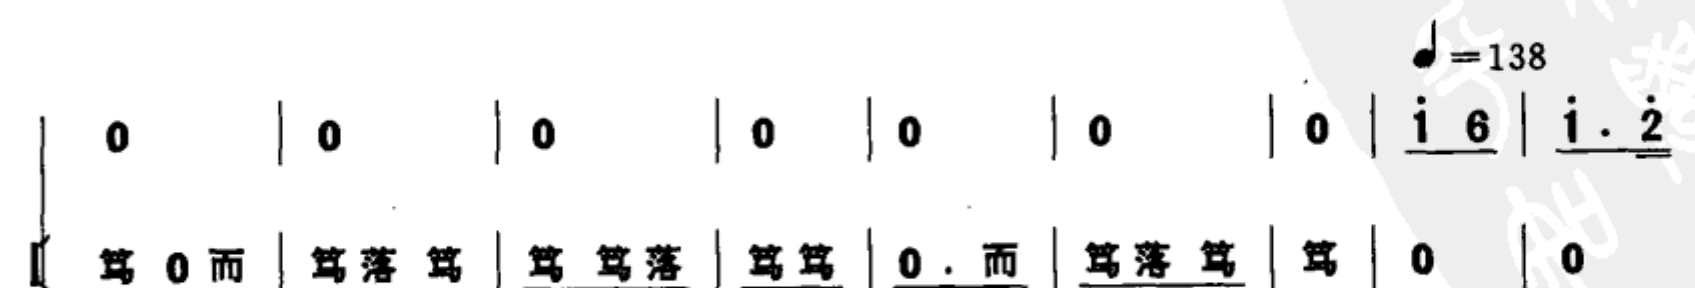 ♩=138
0 | 0 | 0 | 0 | 0 | 0 | 0 | i̇ 6 | i̇ . 2̇
笃 0 而 | 笃 落 笃 | 笃 笃 落 | 笃 笃 | 0 . 而 | 笃 落 笃 | 笃 | 0 | 0